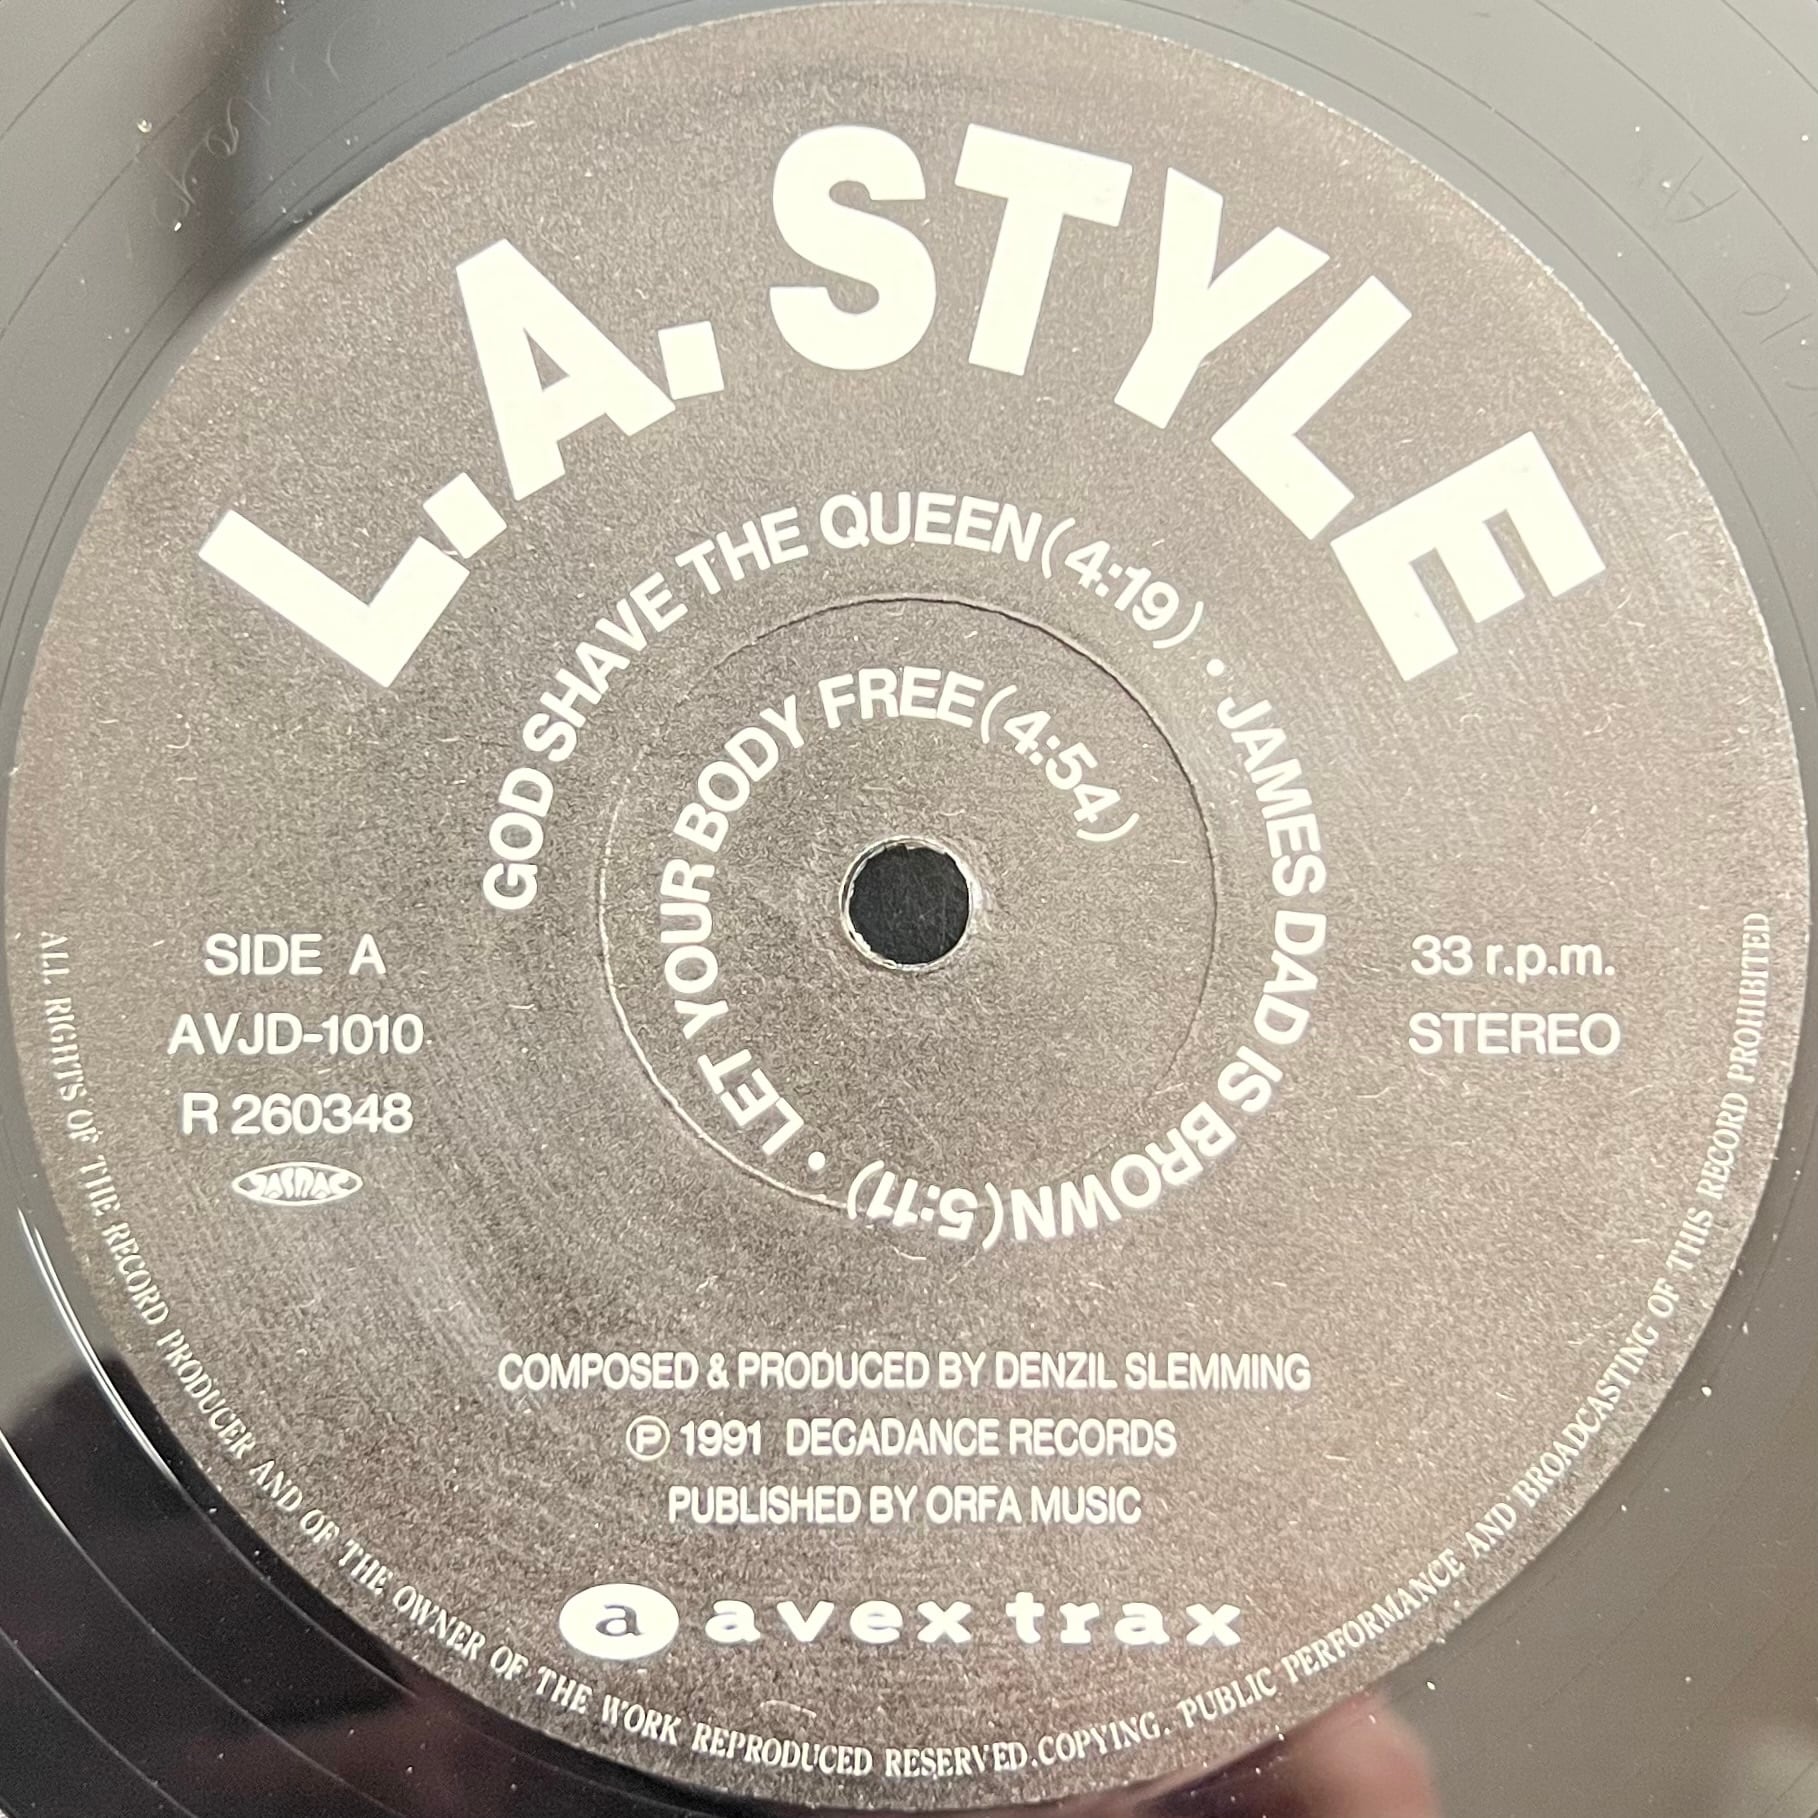 L.A. STYLE
GOD SHAVE THE QUEEN(4:19) · JAMES DAD IS BROWN(5:11) · LET YOUR BODY FREE(4:54)
SIDE A
AVJD-1010
R 260348
JASRAC
33 r.p.m.
STEREO
COMPOSED & PRODUCED BY DENZIL SLEMMING
Ⓟ 1991 DECADANCE RECORDS
PUBLISHED BY ORFA MUSIC
a avex trax
ALL RIGHTS OF THE RECORD PRODUCER AND OF THE OWNER OF THE WORK REPRODUCED RESERVED.COPYING. PUBLIC PERFORMANCE AND BROADCASTING OF THIS RECORD PROHIBITED